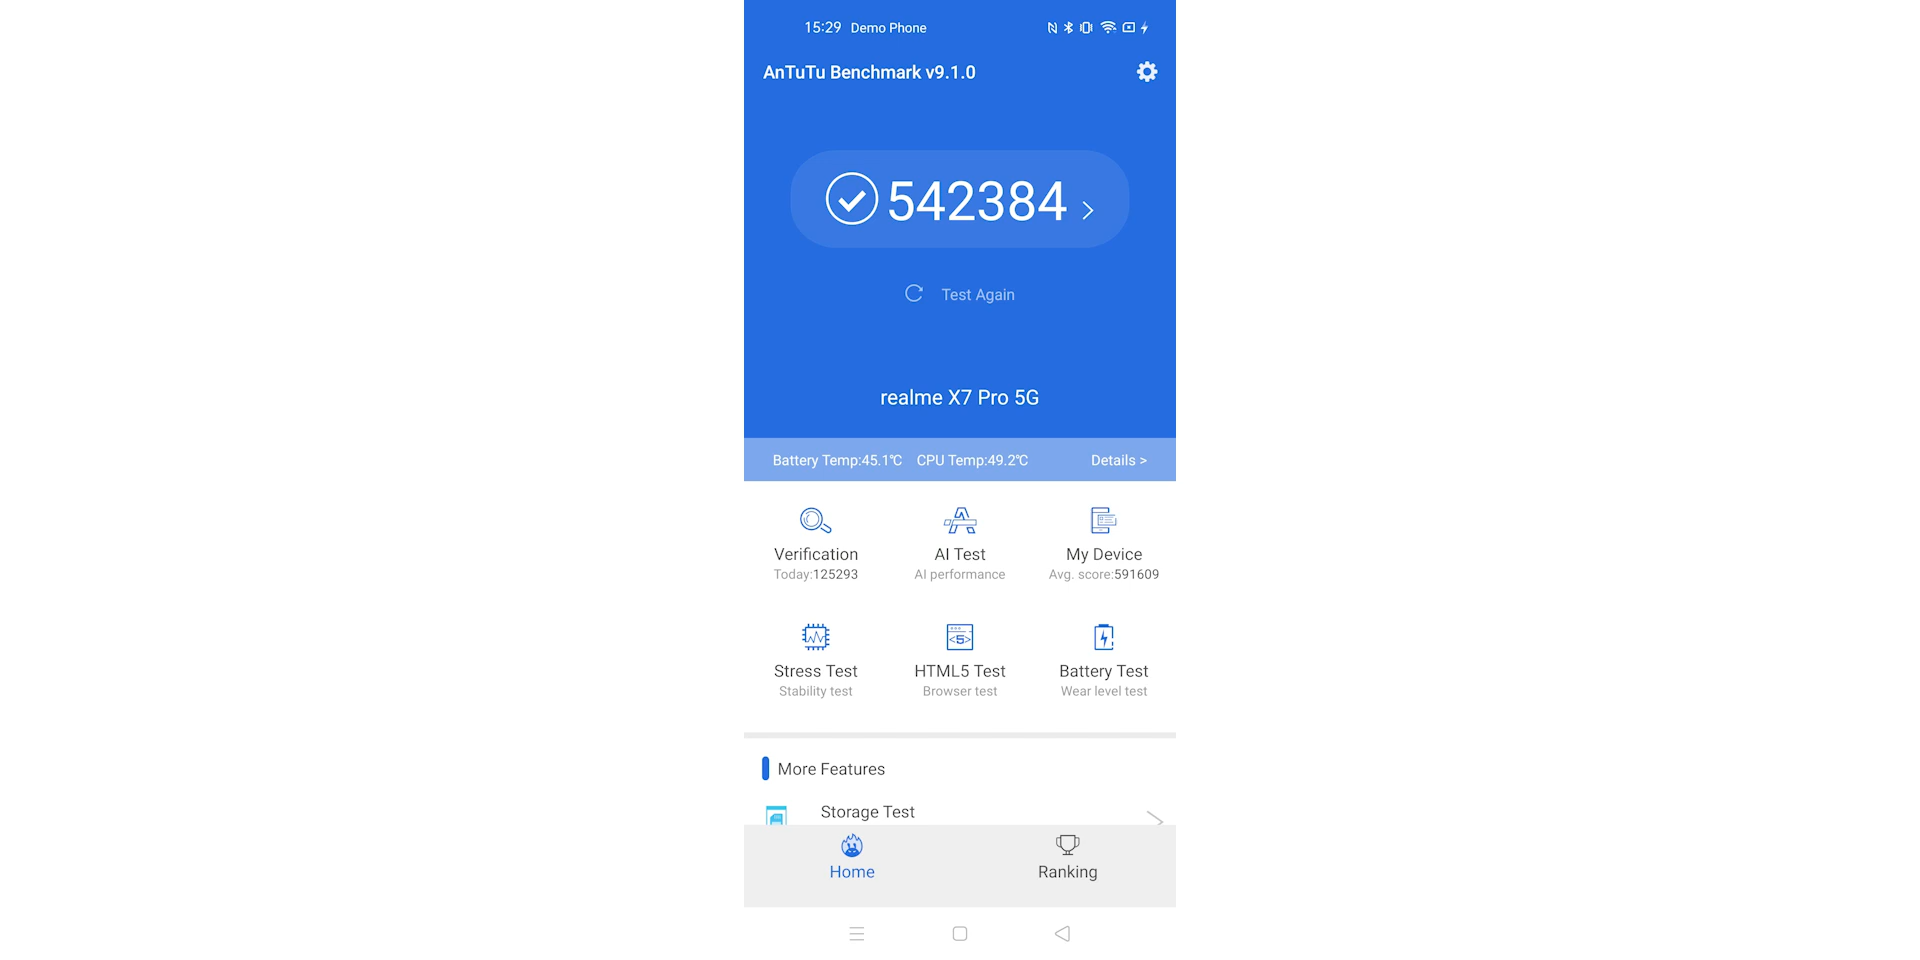 15:29 Demo Phone
AnTuTu Benchmark v9.1.0
542384
Test Again
realme X7 Pro 5G
Battery Temp:45.1℃ CPU Temp:49.2℃ Details >
Verification AI Test My Device
Today:125293 AI performance Avg. score:591609
<5>
Stress Test HTML5 Test Battery Test
Stability test Browser test Wear level test
More Features
Storage Test
Home Ranking